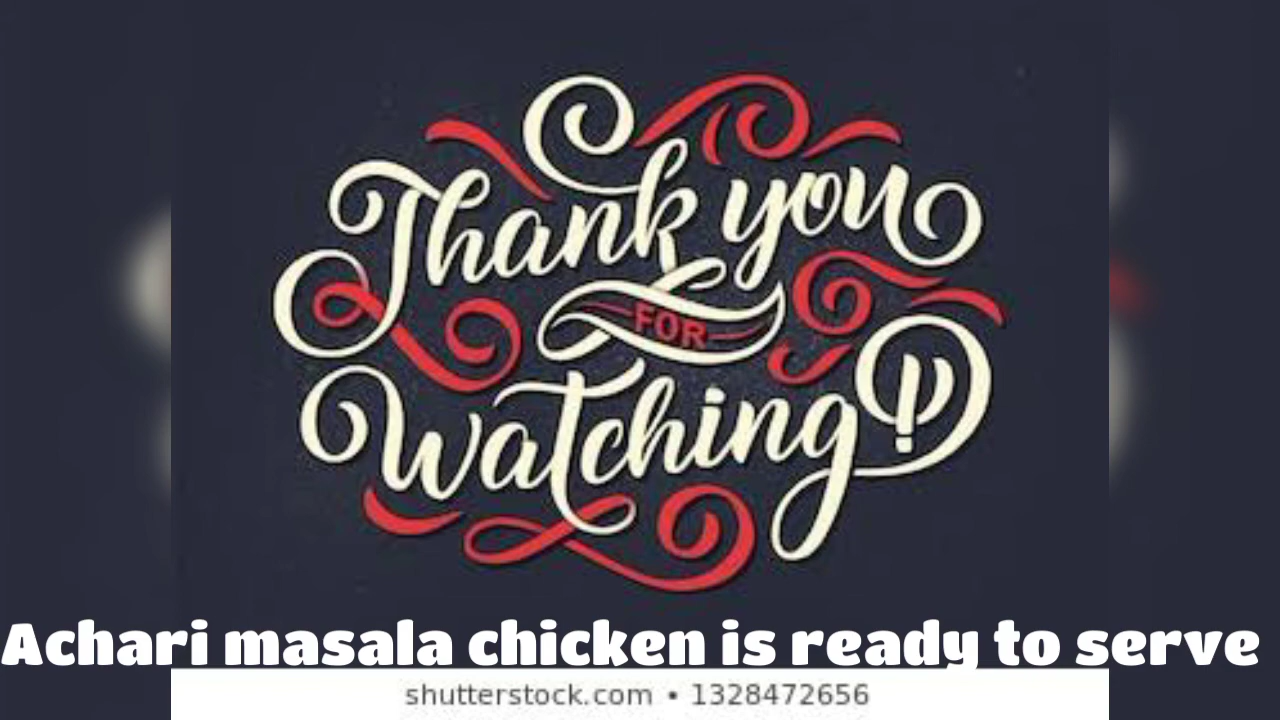 Thank you
FOR
Watching!
Achari masala chicken is ready to serve
shutterstock.com • 1328472656